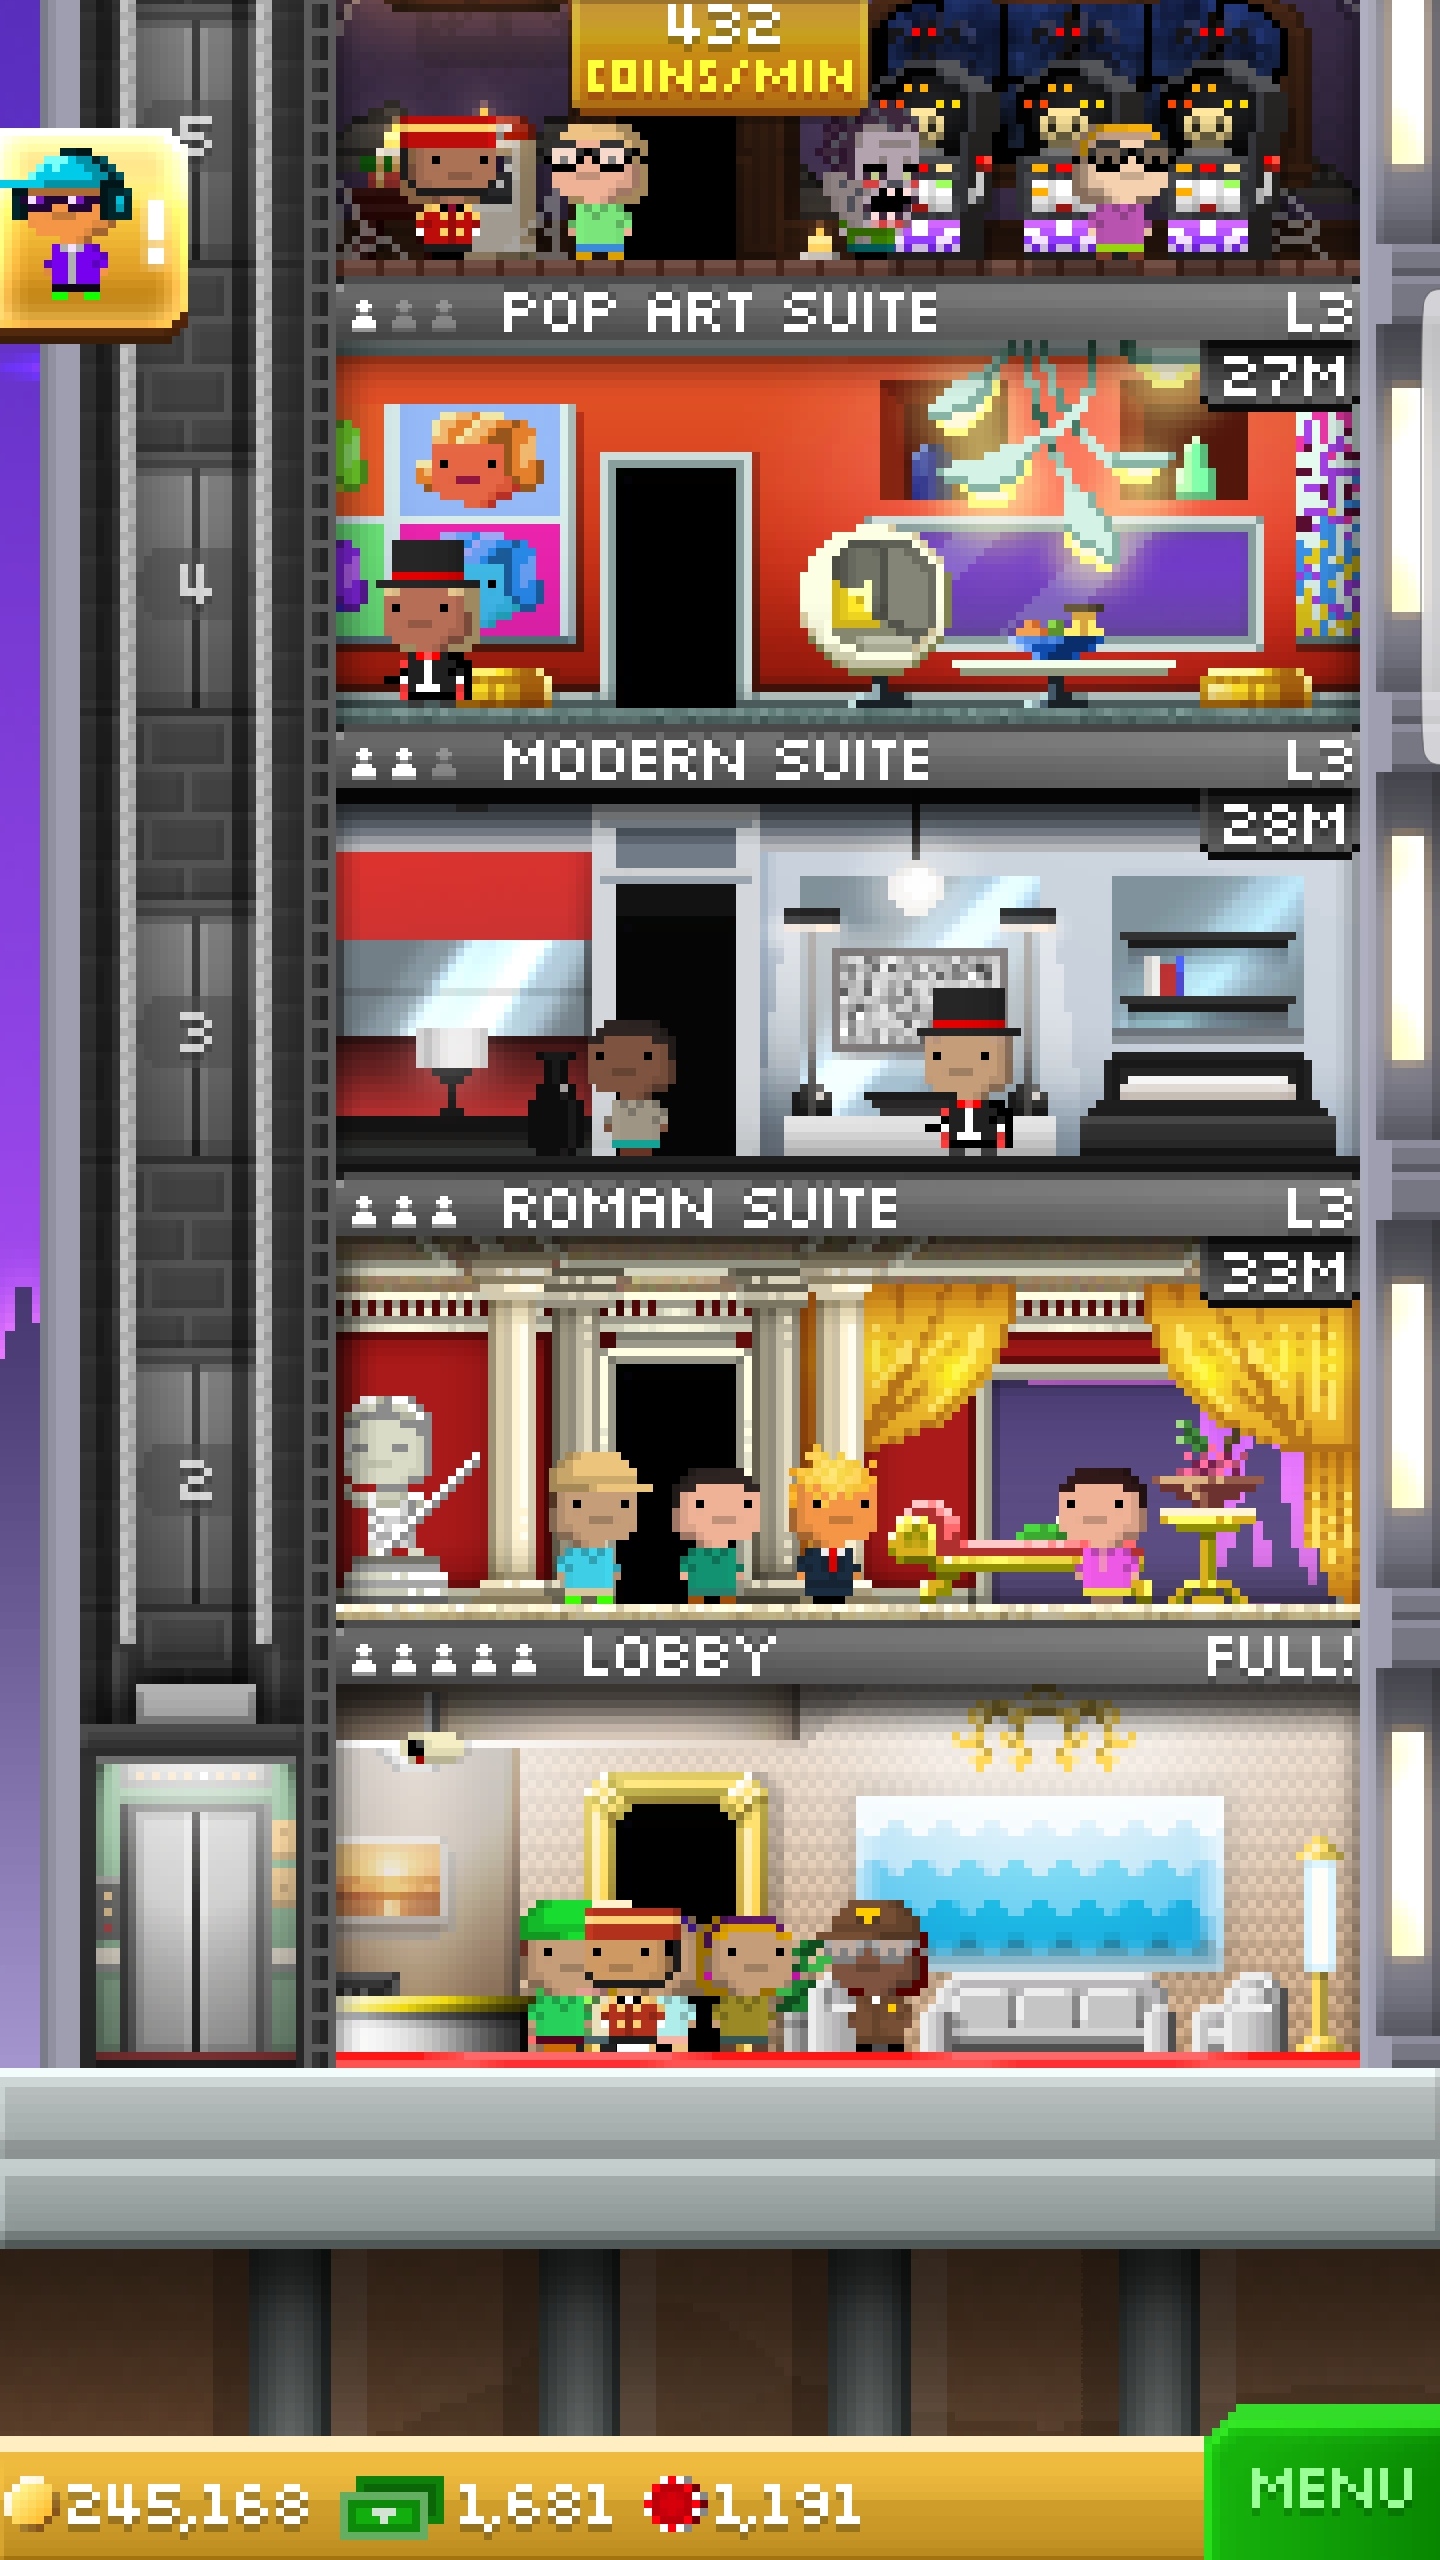 432
COINS/MIN
5
!
POP ART SUITE L3
27M
4
MODERN SUITE L3
28M
3
ROMAN SUITE L3
33M
2
LOBBY FULL!
245,168 1,681 1,191
MENU